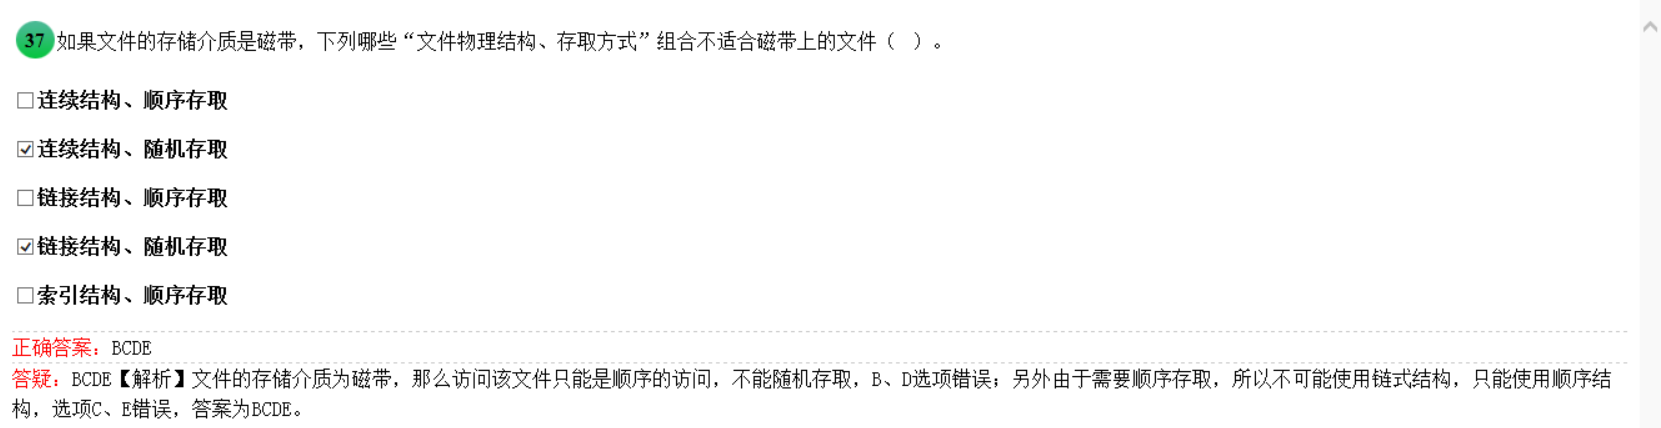 37 如果文件的存储介质是磁带，下列哪些“文件物理结构、存取方式”组合不适合磁带上的文件（ ）。
连续结构、顺序存取
连续结构、随机存取
链接结构、顺序存取
链接结构、随机存取
索引结构、顺序存取
正确答案：BCDE
答疑：BCDE【解析】文件的存储介质为磁带，那么访问该文件只能是顺序的访问，不能随机存取，B、D选项错误；另外由于需要顺序存取，所以不可能使用链式结构，只能使用顺序结
构，选项C、E错误，答案为BCDE。